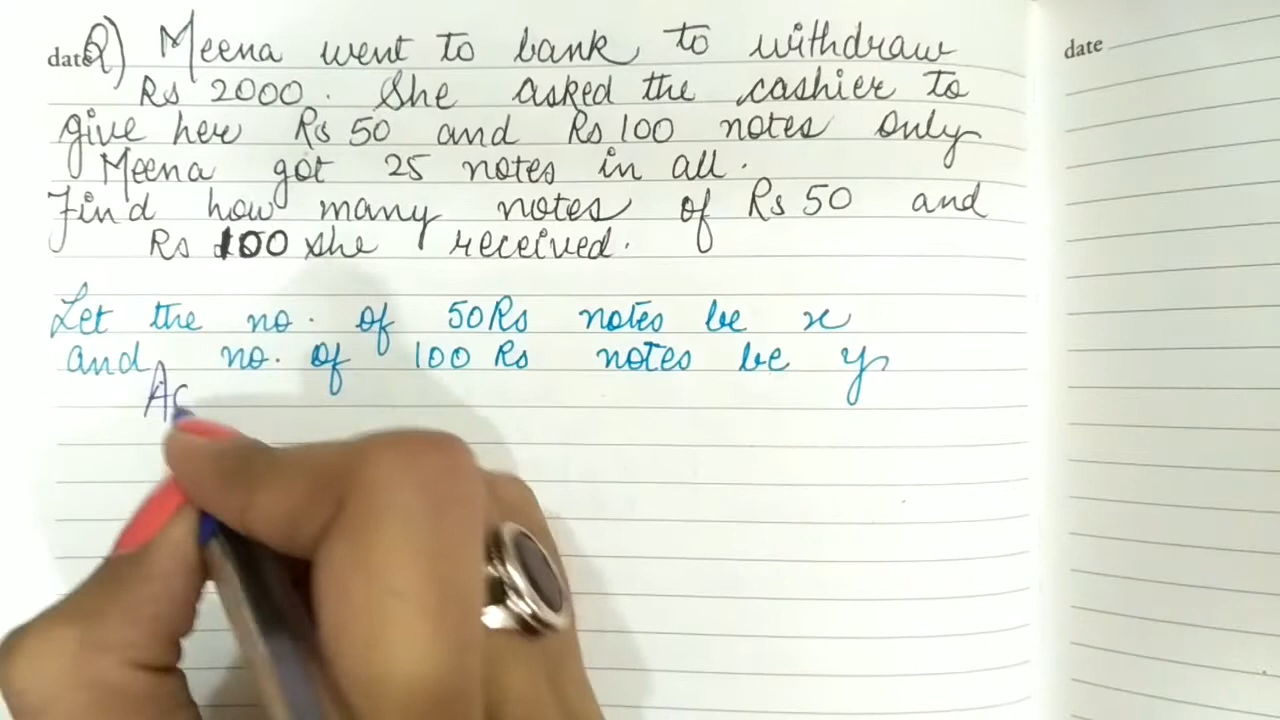 date
Q) Meena went to bank to withdraw
Rs 2000. She asked the cashier to
give her Rs 50 and Rs 100 notes only
Meena got 25 notes in all.
Find how many notes of Rs 50 and
Rs 100 she received.
Let the no. of 50Rs notes be x
and no. of 100 Rs notes be y
Ac
date